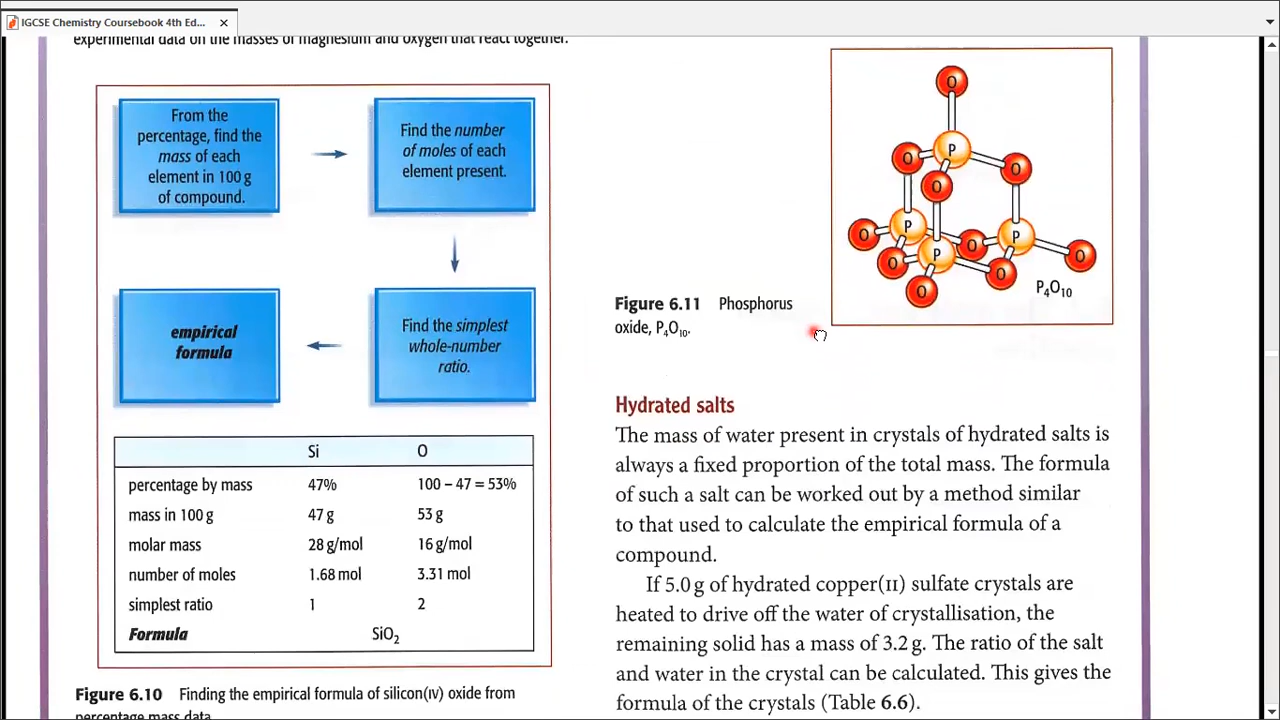 IGCSE Chemistry Coursebook 4th Ed...
experimental data on the masses of magnesium and oxygen that react together.
From the
percentage, find the
mass of each
element in 100 g
of compound.
Find the number
of moles of each
element present.
empirical
formula
Find the simplest
whole-number
ratio.
Si O
percentage by mass 47% 100 – 47 = 53%
mass in 100 g 47 g 53 g
molar mass 28 g/mol 16 g/mol
number of moles 1.68 mol 3.31 mol
simplest ratio 1 2
Formula SiO₂
Figure 6.10 Finding the empirical formula of silicon(IV) oxide from
percentage mass data.
O
P
O
O
O
P
P
O
O
P
O
O
O
O
P₄O₁₀
Figure 6.11 Phosphorus
oxide, P₄O₁₀.
Hydrated salts
The mass of water present in crystals of hydrated salts is
always a fixed proportion of the total mass. The formula
of such a salt can be worked out by a method similar
to that used to calculate the empirical formula of a
compound.
If 5.0 g of hydrated copper(II) sulfate crystals are
heated to drive off the water of crystallisation, the
remaining solid has a mass of 3.2 g. The ratio of the salt
and water in the crystal can be calculated. This gives the
formula of the crystals (Table 6.6).